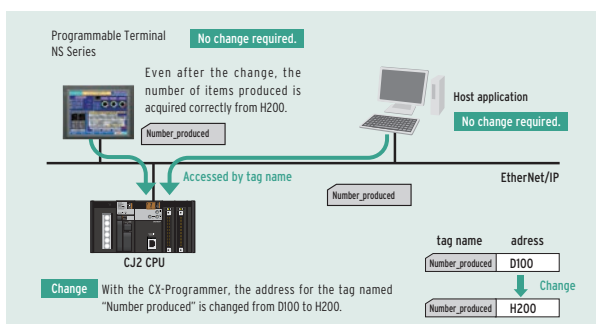 Programmable Terminal
NS Series
No change required.
Even after the change, the
number of items produced is
acquired correctly from H200.
Number_produced
Host application
No change required.
Accessed by tag name
EtherNet/IP
Number_produced
CJ2 CPU
tag name adress
Number_produced D100
Change
Number_produced H200
Change With the CX-Programmer, the address for the tag named
“Number produced” is changed from D100 to H200.